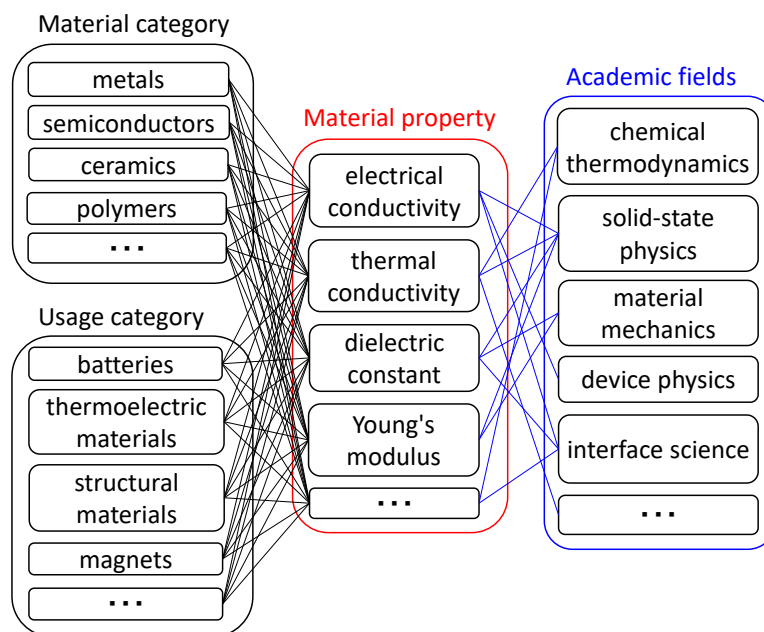 Material category
metals
semiconductors
ceramics
polymers
...
Usage category
batteries
thermoelectric
materials
structural
materials
magnets
...
Material property
electrical
conductivity
thermal
conductivity
dielectric
constant
Young's
modulus
...
Academic fields
chemical
thermodynamics
solid-state
physics
material
mechanics
device physics
interface science
...